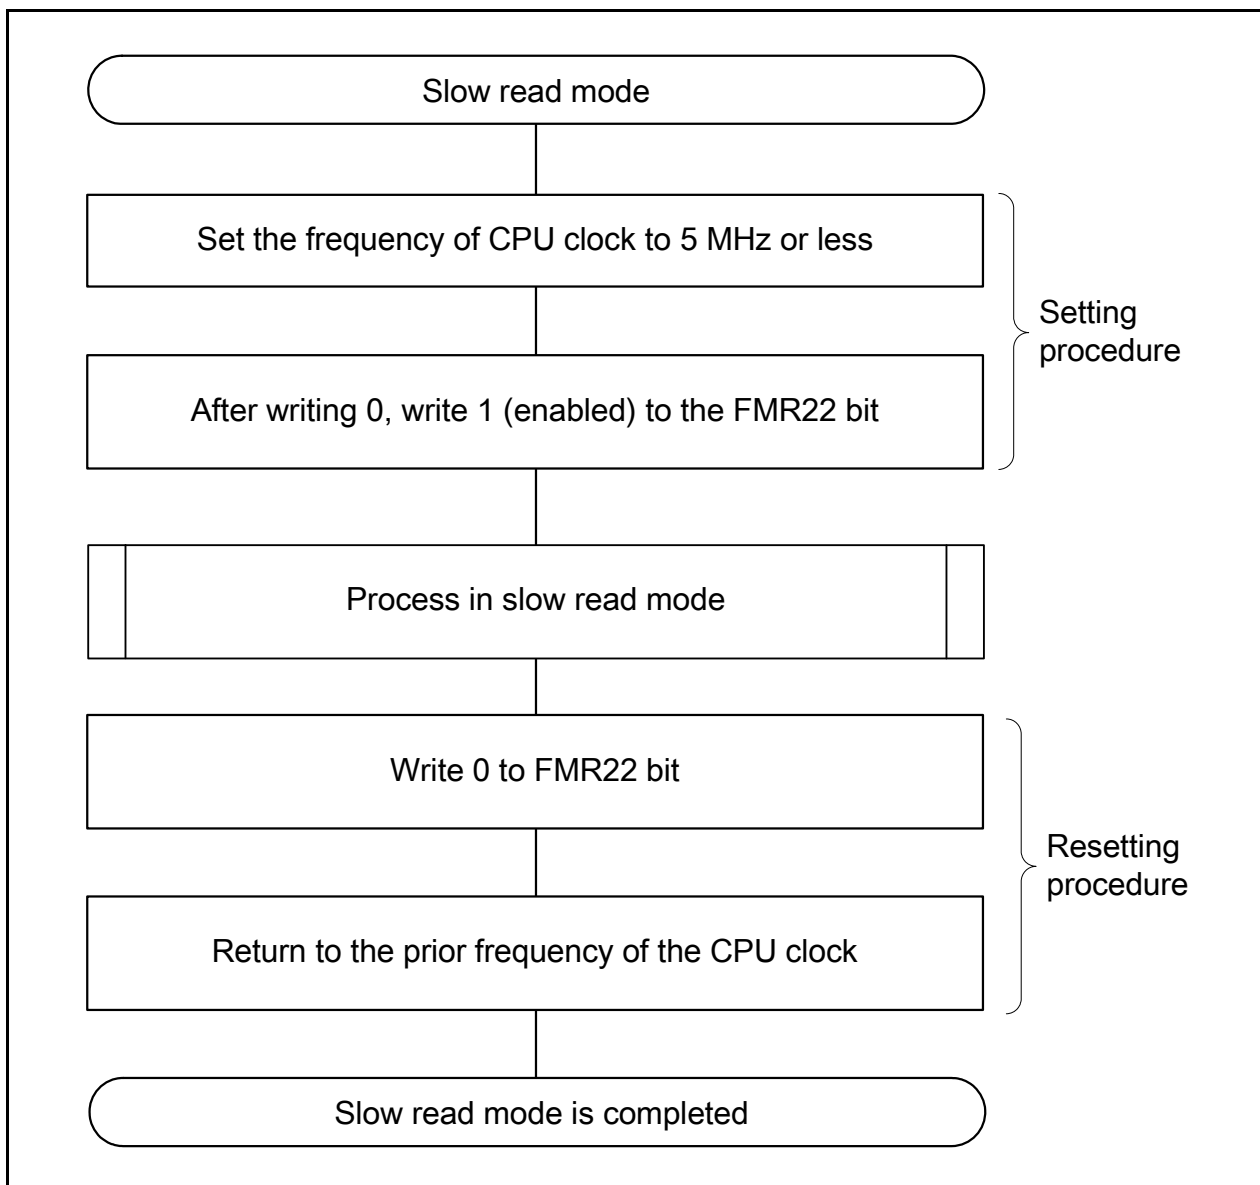 Slow read mode
Set the frequency of CPU clock to 5 MHz or less
Setting
procedure
After writing 0, write 1 (enabled) to the FMR22 bit
Process in slow read mode
Write 0 to FMR22 bit
Resetting
procedure
Return to the prior frequency of the CPU clock
Slow read mode is completed